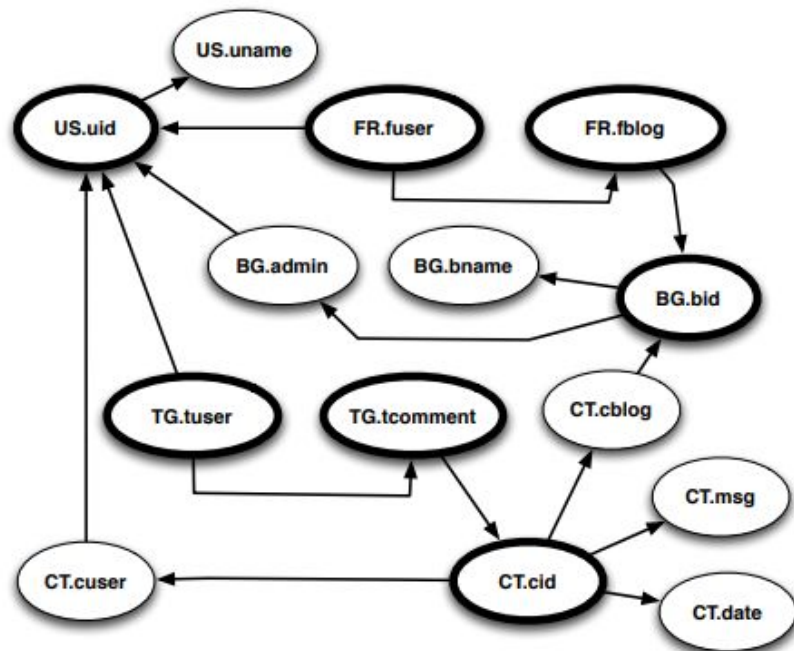 US.uname
US.uid
FR.fuser
FR.fblog
BG.admin
BG.bname
BG.bid
TG.tuser
TG.tcomment
CT.cblog
CT.msg
CT.cuser
CT.cid
CT.date